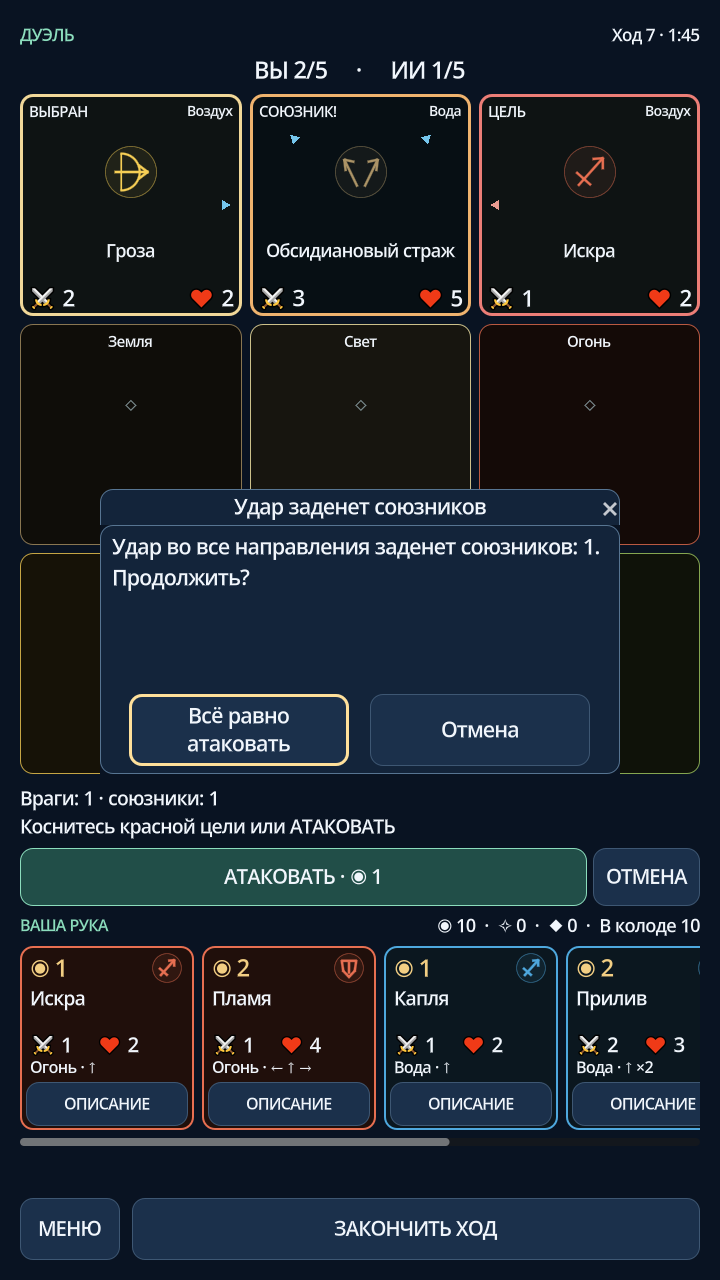 ДУЭЛЬ
Ход 7 · 1:45
ВЫ 2/5 · ИИ 1/5
ВЫБРАН Воздух
СОЮЗНИК! Вода
ЦЕЛЬ Воздух
Гроза
Обсидиановый страж
Искра
2 2
3 5
1 2
Земля
Свет
Огонь
Удар заденет союзников
Удар во все направления заденет союзников: 1.
Продолжить?
Всё равно
атаковать
Отмена
Враги: 1 · союзники: 1
Коснитесь красной цели или АТАКОВАТЬ
АТАКОВАТЬ · ◉ 1
ОТМЕНА
ВАША РУКА
◉ 10 · ✧ 0 · ◆ 0 · В колоде 10
◉ 1
Искра
1 2
Огонь · ↑
ОПИСАНИЕ
◉ 2
Пламя
1 4
Огонь · ← ↑ →
ОПИСАНИЕ
◉ 1
Капля
1 2
Вода · ↑
ОПИСАНИЕ
◉ 2
Прилив
2 3
Вода · ↑ ×2
ОПИСАНИЕ
МЕНЮ
ЗАКОНЧИТЬ ХОД